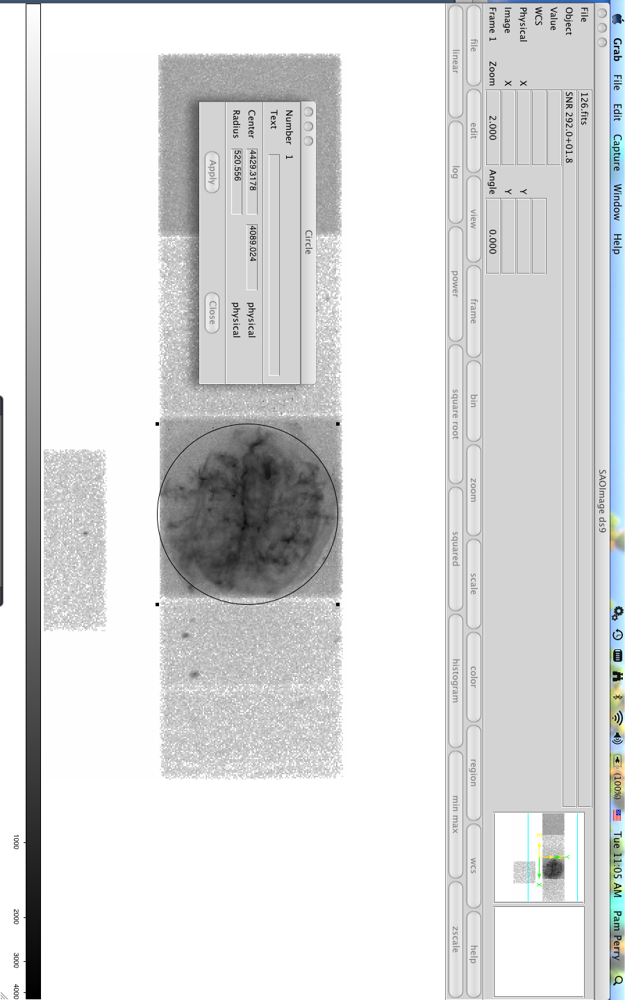 Grab File Edit Capture Window Help (100%) Tue 11:05 AM Pam Perry
SAOImage ds9
File 126.fits
Object SNR 292.0+01.8
Value
WCS
Physical X Y
Image X Y
Frame 1 Zoom 2.000 Angle 0.000
file edit view frame bin zoom scale color region wcs help
linear log power square root squared histogram min max zscale
Circle
Number 1
Text
Center 4429.3178 4089.024 physical
Radius 520.556 physical
Apply Close
Y
E
X
1000 2000 3000 4000